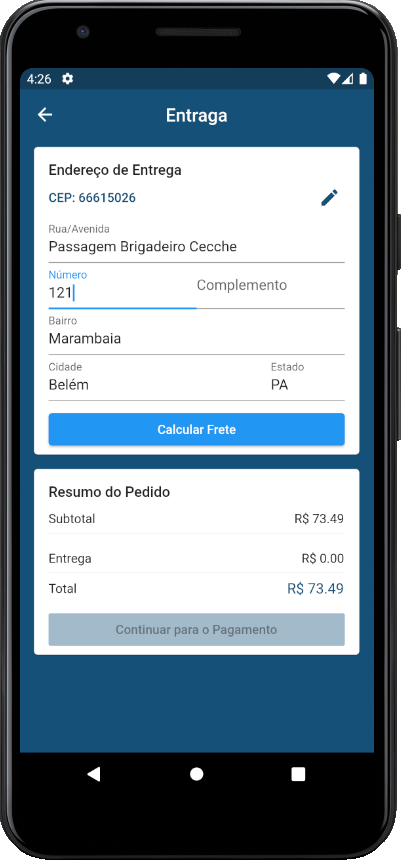 4:26
Entraga
Endereço de Entrega
CEP: 66615026
Rua/Avenida
Passagem Brigadeiro Cecche
Número
121
Complemento
Bairro
Marambaia
Cidade Estado
Belém PA
Calcular Frete
Resumo do Pedido
Subtotal R$ 73.49
Entrega R$ 0.00
Total R$ 73.49
Continuar para o Pagamento